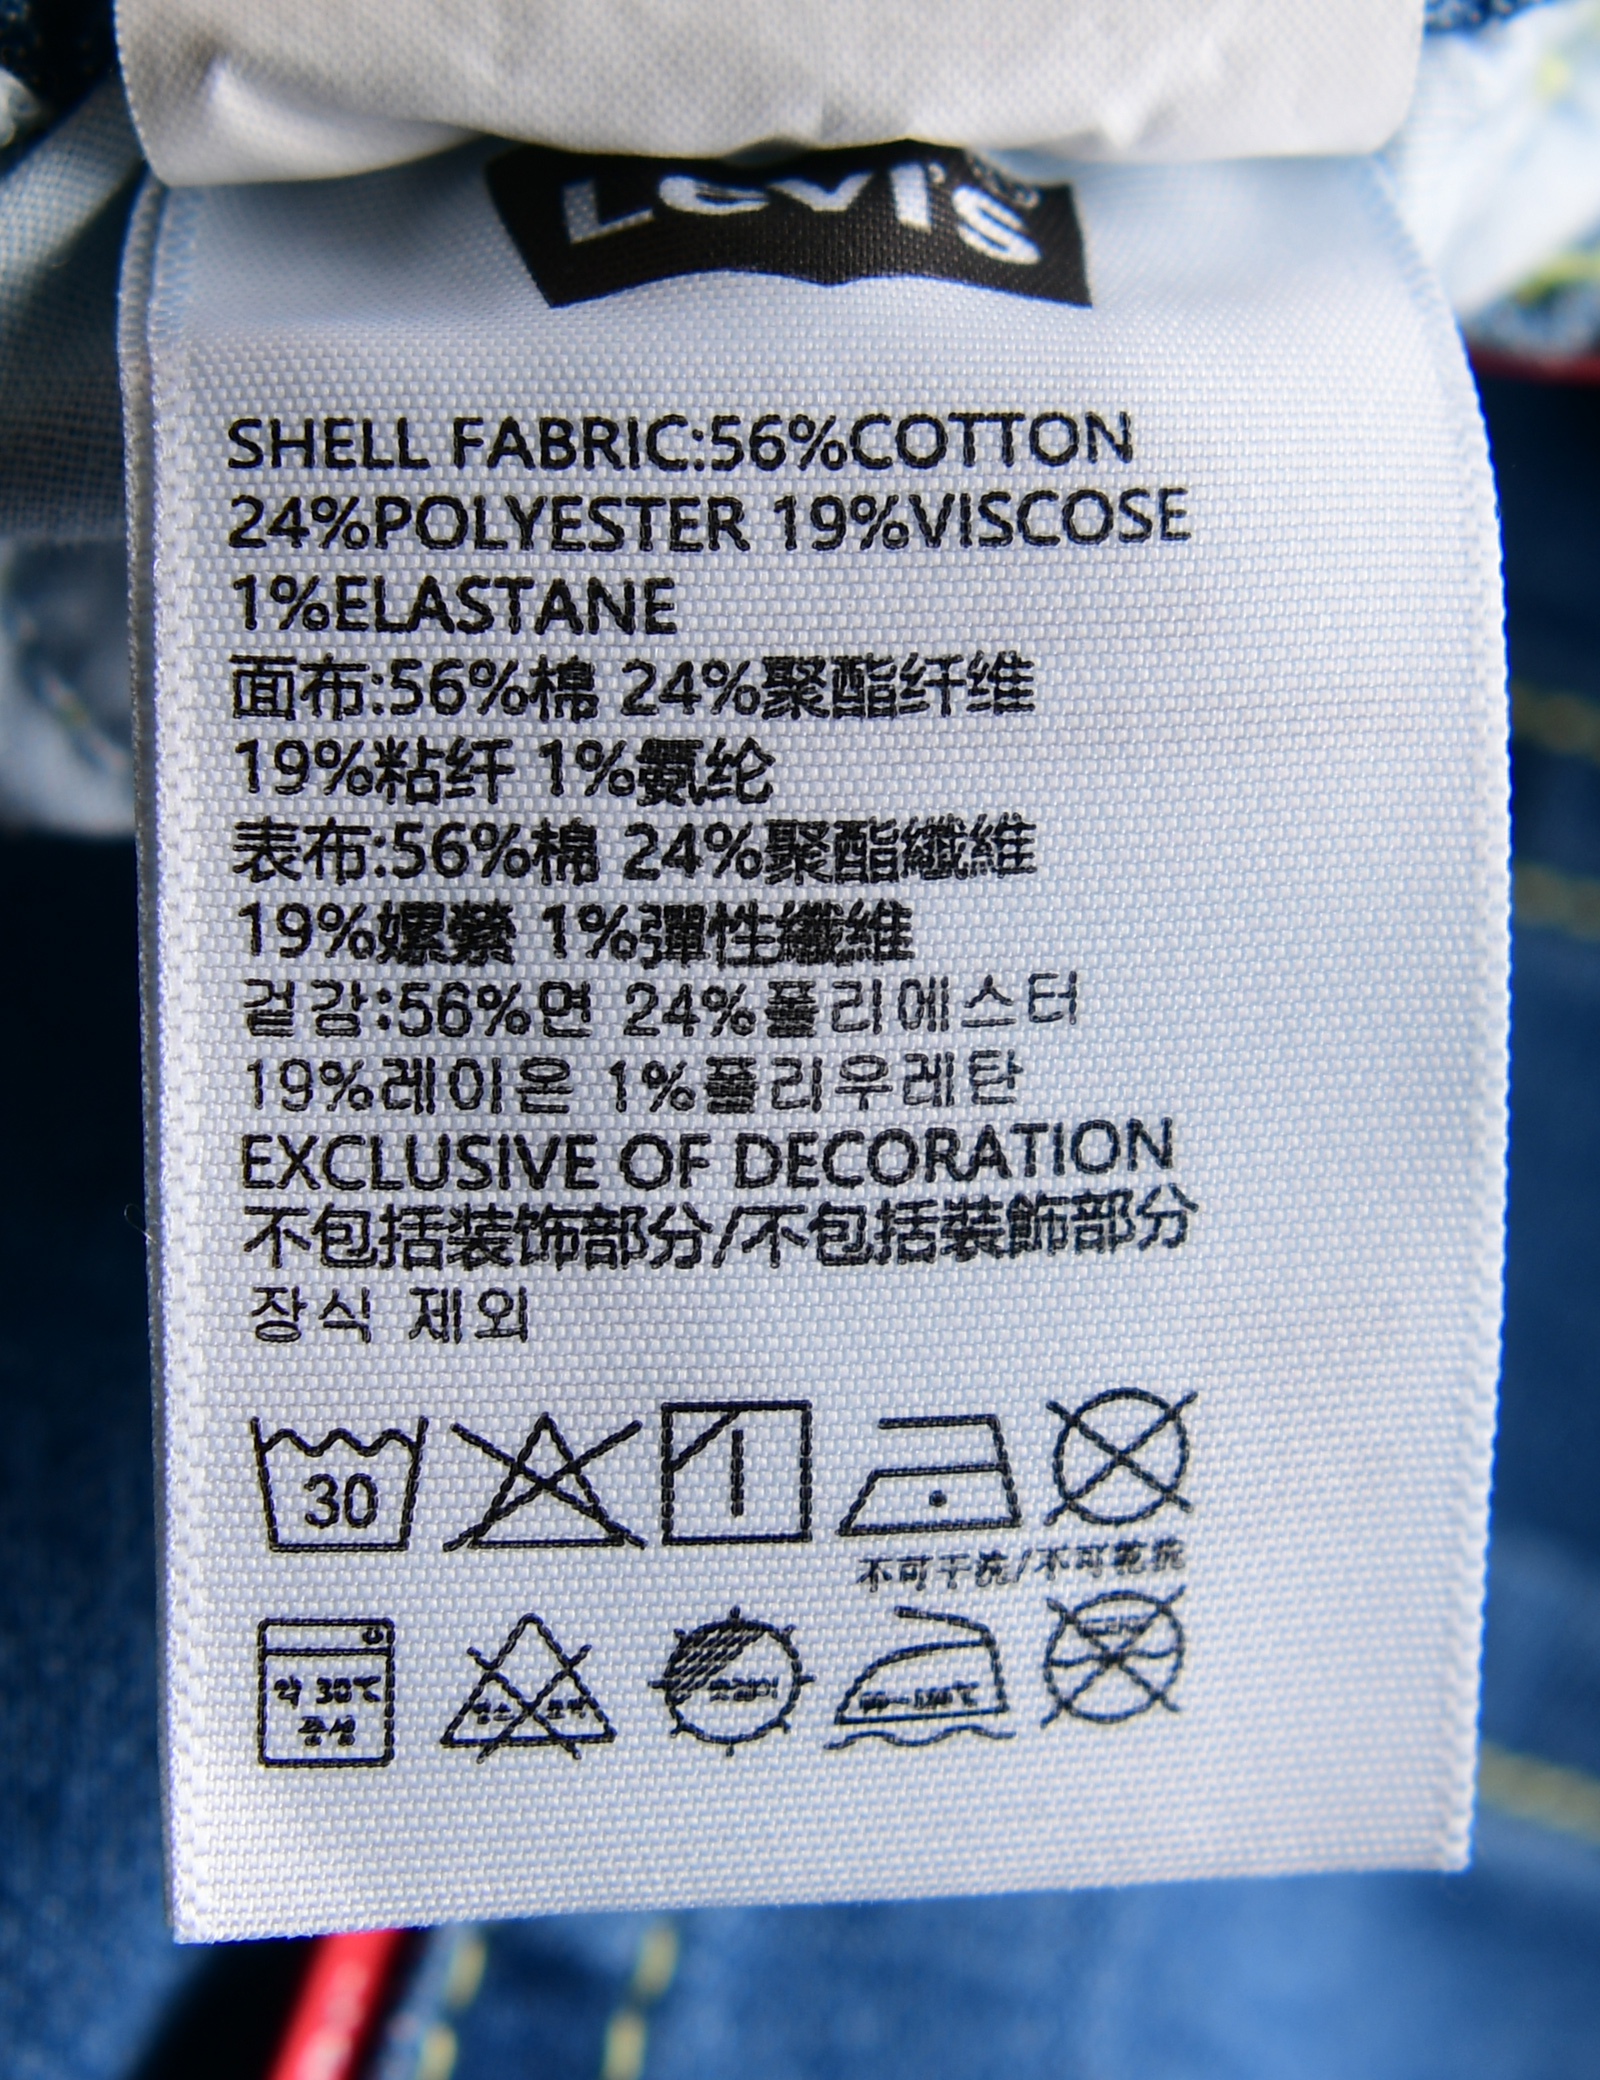 Levi's
SHELL FABRIC:56%COTTON
24%POLYESTER 19%VISCOSE
1%ELASTANE
面布:56%棉 24%聚酯纤维
19%粘纤 1%氨纶
表布:56%棉 24%聚酯纖維
19%嫘縈 1%彈性纖維
겉감:56%면 24%폴리에스터
19%레이온 1%폴리우레탄
EXCLUSIVE OF DECORATION
不包括装饰部分/不包括裝飾部分
장식 제외
30
不可干洗/不可乾洗
약 30℃
중성